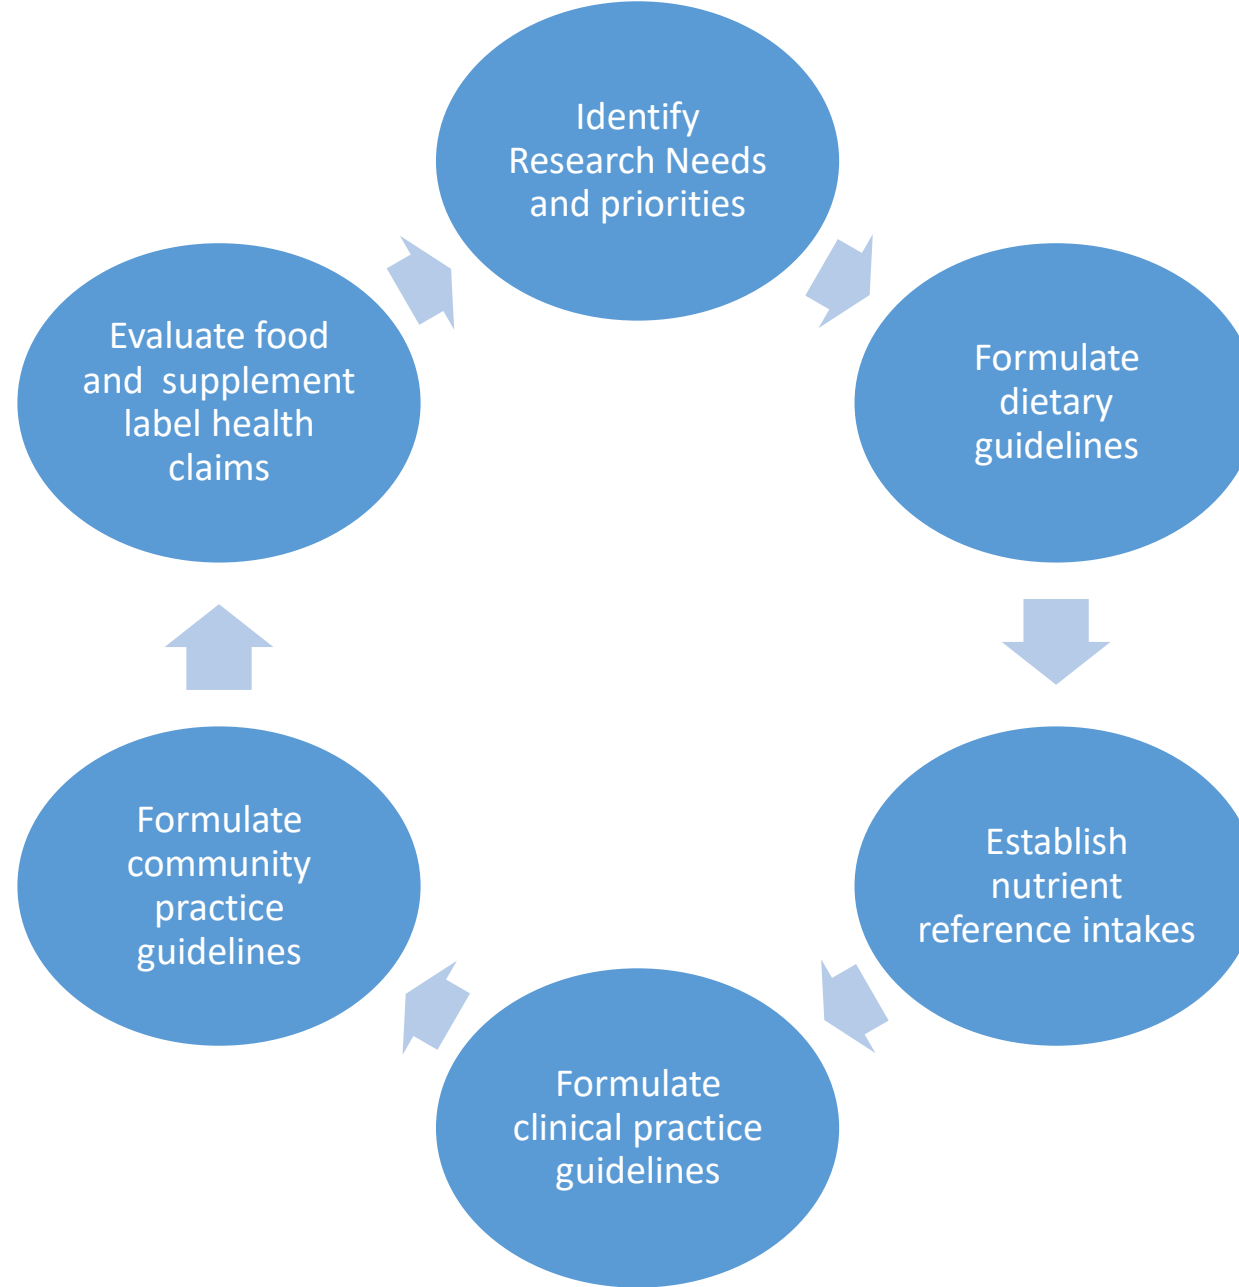 Identify
Research Needs
and priorities
Formulate
dietary
guidelines
Establish
nutrient
reference intakes
Formulate
clinical practice
guidelines
Formulate
community
practice
guidelines
Evaluate food
and  supplement
label health
claims